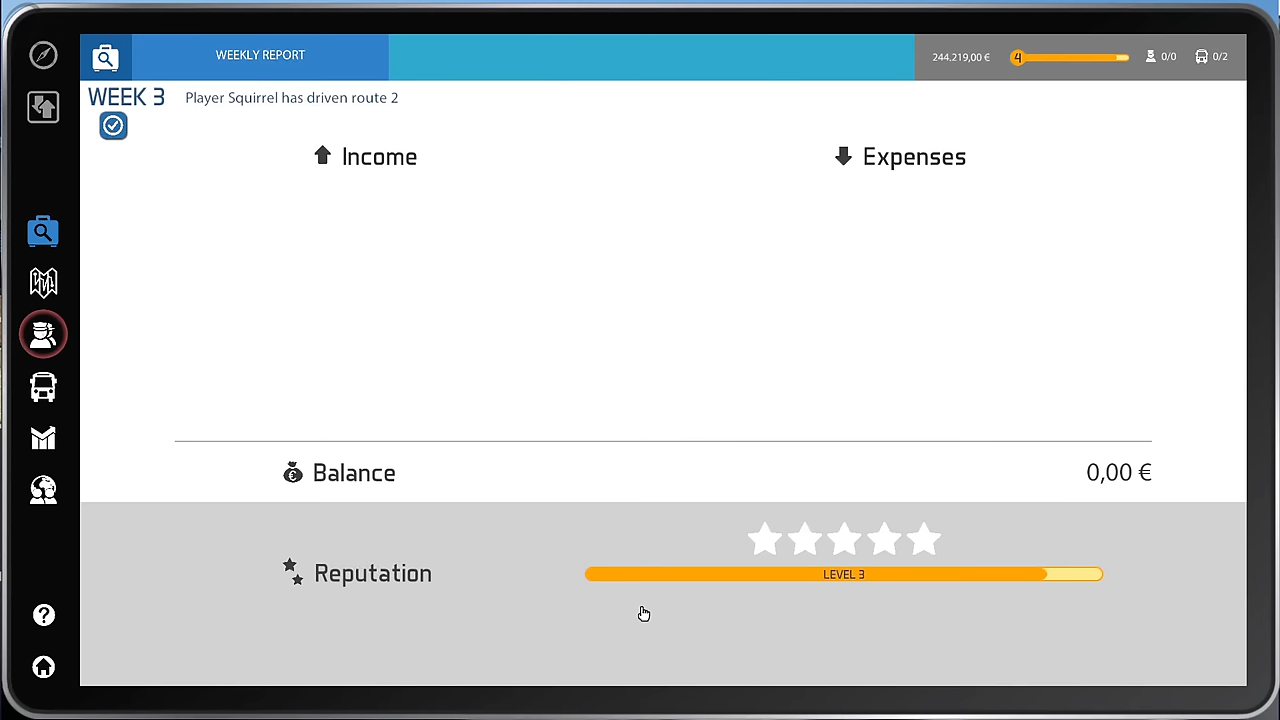 WEEKLY REPORT
244.219,00 €
4
0/0
0/2
WEEK 3
Player Squirrel has driven route 2
Income
Expenses
Balance
0,00 €
Reputation
LEVEL 3
?